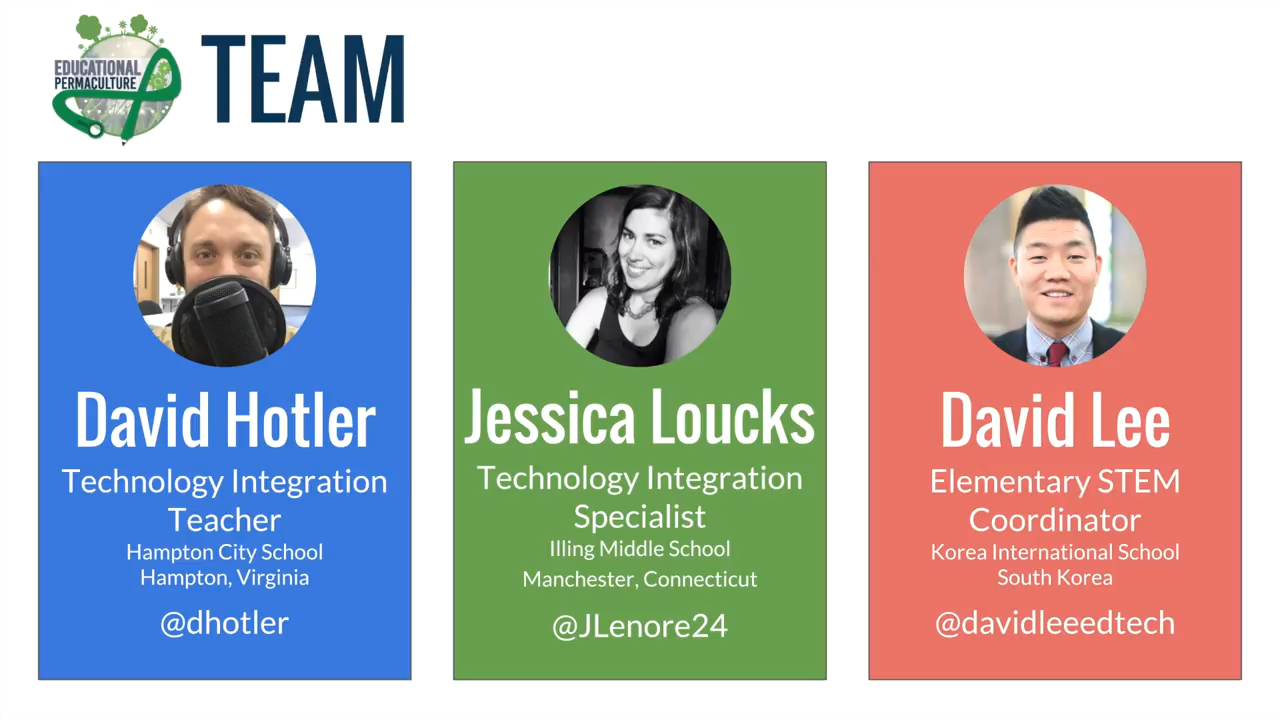 EDUCATIONAL
PERMACULTURE
TEAM
David Hotler
Technology Integration
Teacher
Hampton City School
Hampton, Virginia
@dhotler
Jessica Loucks
Technology Integration
Specialist
Illing Middle School
Manchester, Connecticut
@JLenore24
David Lee
Elementary STEM
Coordinator
Korea International School
South Korea
@davidleeedtech